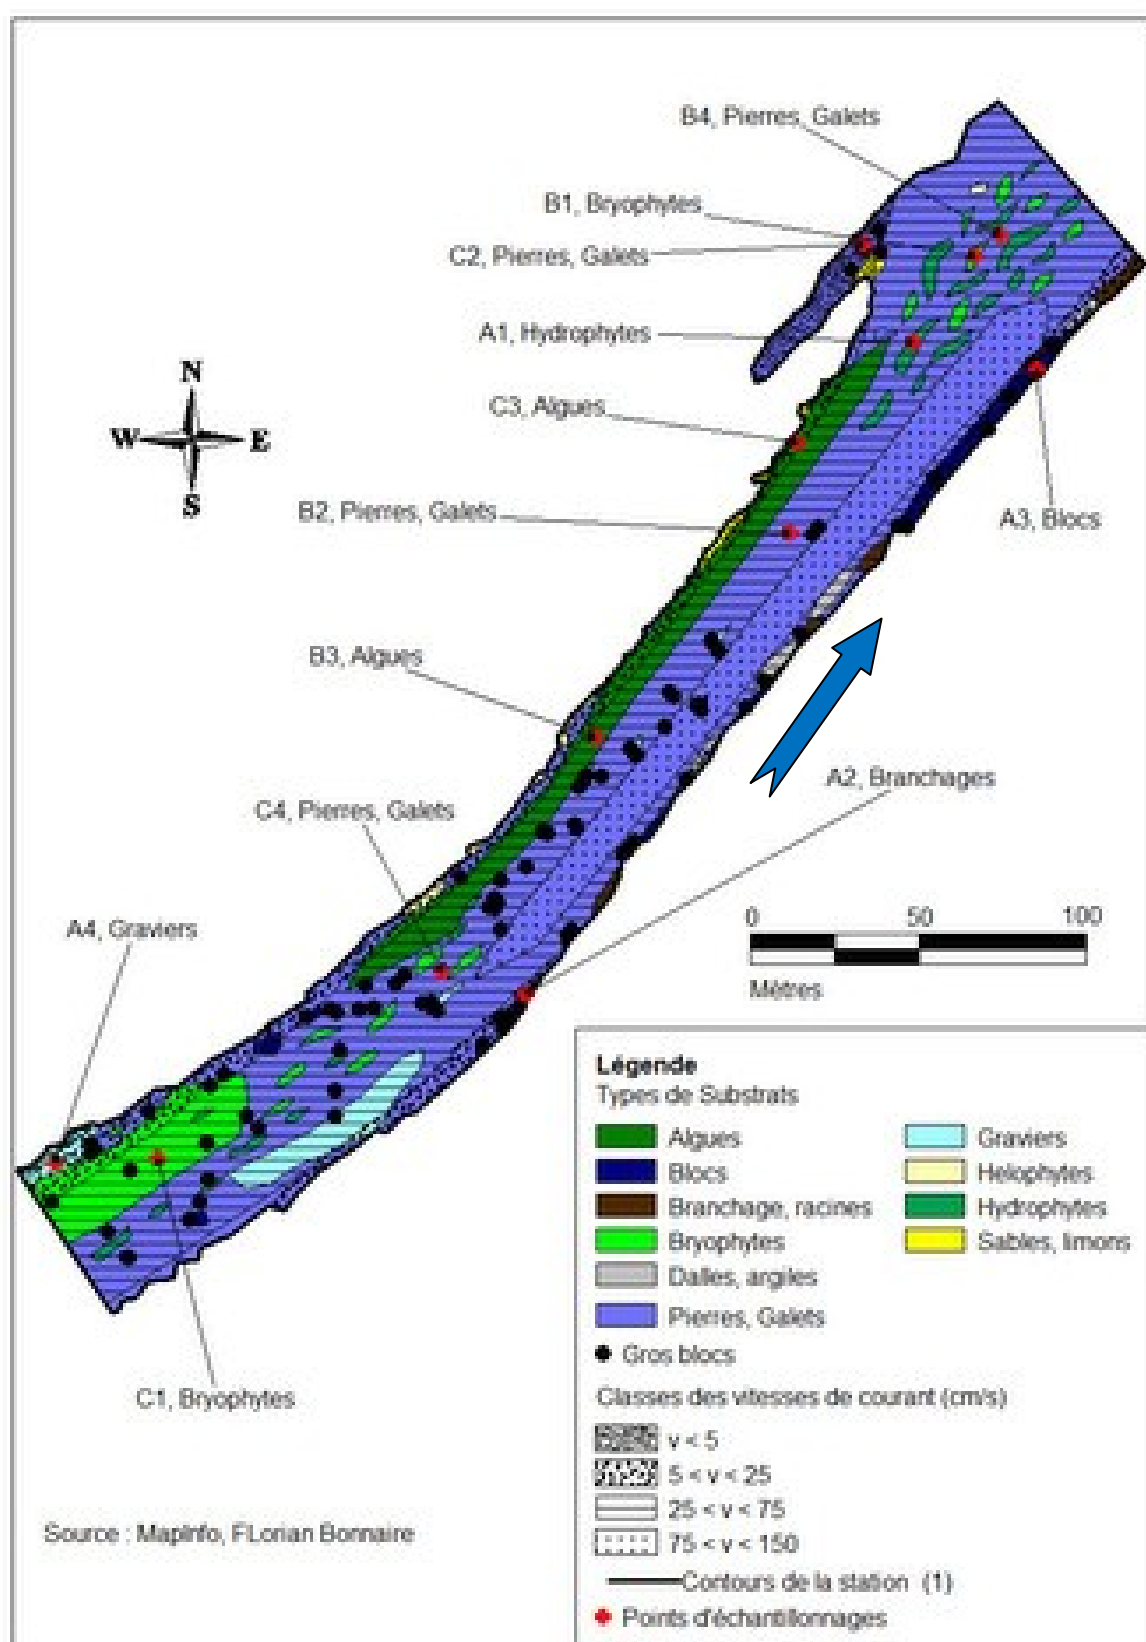 B4, Pierres, Galets
B1, Bryophytes
C2, Pierres, Galets
A1, Hydrophytes
N
W E
S
C3, Algues
B2, Pierres, Galets
A3, Blocs
B3, Algues
A2, Branchages
C4, Pierres, Galets
A4, Graviers
0 50 100
Mètres
C1, Bryophytes
Légende
Types de Substrats
Algues
Blocs
Branchage, racines
Bryophytes
Dalles, argiles
Pierres, Galets
Graviers
Helophytes
Hydrophytes
Sables, limons
Gros blocs
Classes des vitesses de courant (cm/s)
v < 5
5 < v < 25
25 < v < 75
75 < v < 150
Contours de la station (1)
Points d'échantillonnages
Source : MapInfo, FLorian Bonnaire